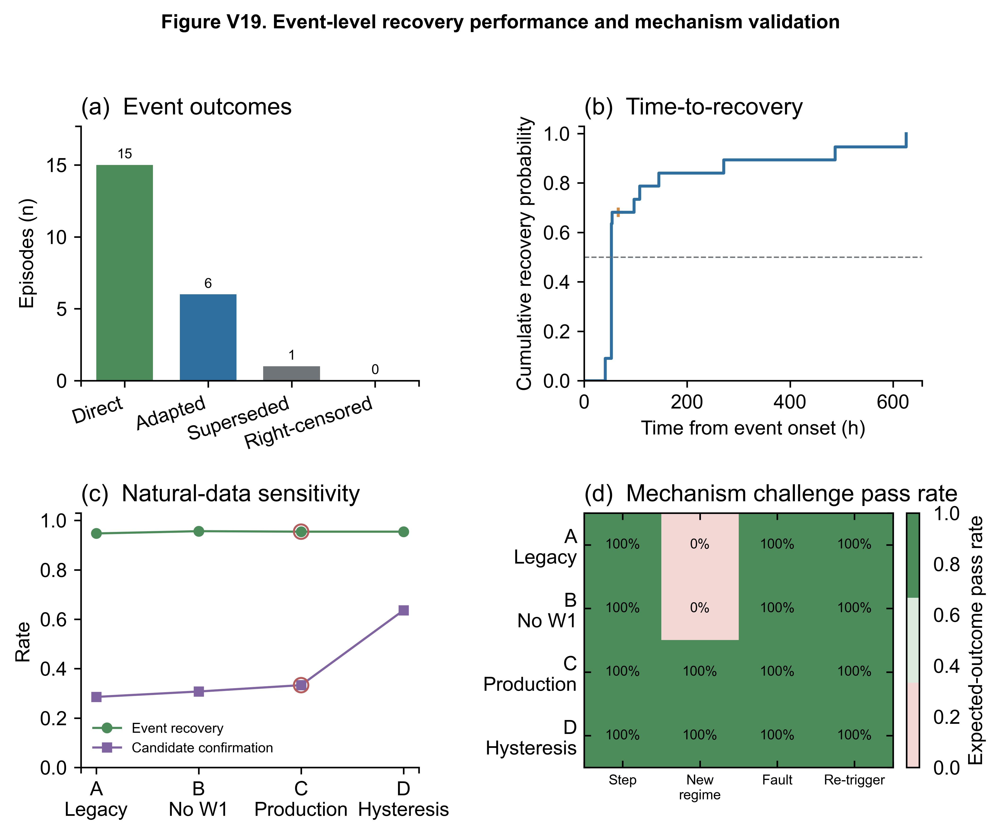 Figure V19. Event-level recovery performance and mechanism validation
(a) Event outcomes
Episodes (n)
15
10
5
0
15
6
1
0
Direct
Adapted
Superseded
Right-censored
(b) Time-to-recovery
Cumulative recovery probability
1.0
0.8
0.6
0.4
0.2
0.0
0
200
400
600
Time from event onset (h)
(c) Natural-data sensitivity
Rate
1.0
0.8
0.6
0.4
0.2
0.0
Event recovery
Candidate confirmation
A
Legacy
B
No W1
C
Production
D
Hysteresis
(d) Mechanism challenge pass rate
A
Legacy
100%
0%
100%
100%
B
No W1
100%
0%
100%
100%
C
Production
100%
100%
100%
100%
D
Hysteresis
100%
100%
100%
100%
Step
New
regime
Fault
Re-trigger
1.0
0.8
0.6
0.4
0.2
0.0
Expected-outcome pass rate